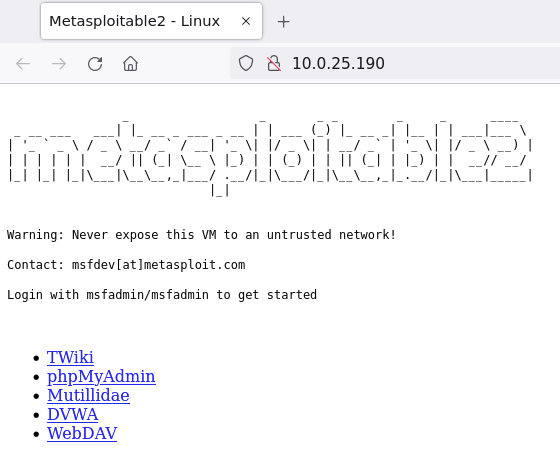 Metasploitable2 - Linux
10.0.25.190
metasploitable2
Warning: Never expose this VM to an untrusted network!
Contact: msfdev[at]metasploit.com
Login with msfadmin/msfadmin to get started
TWiki
phpMyAdmin
Mutillidae
DVWA
WebDAV